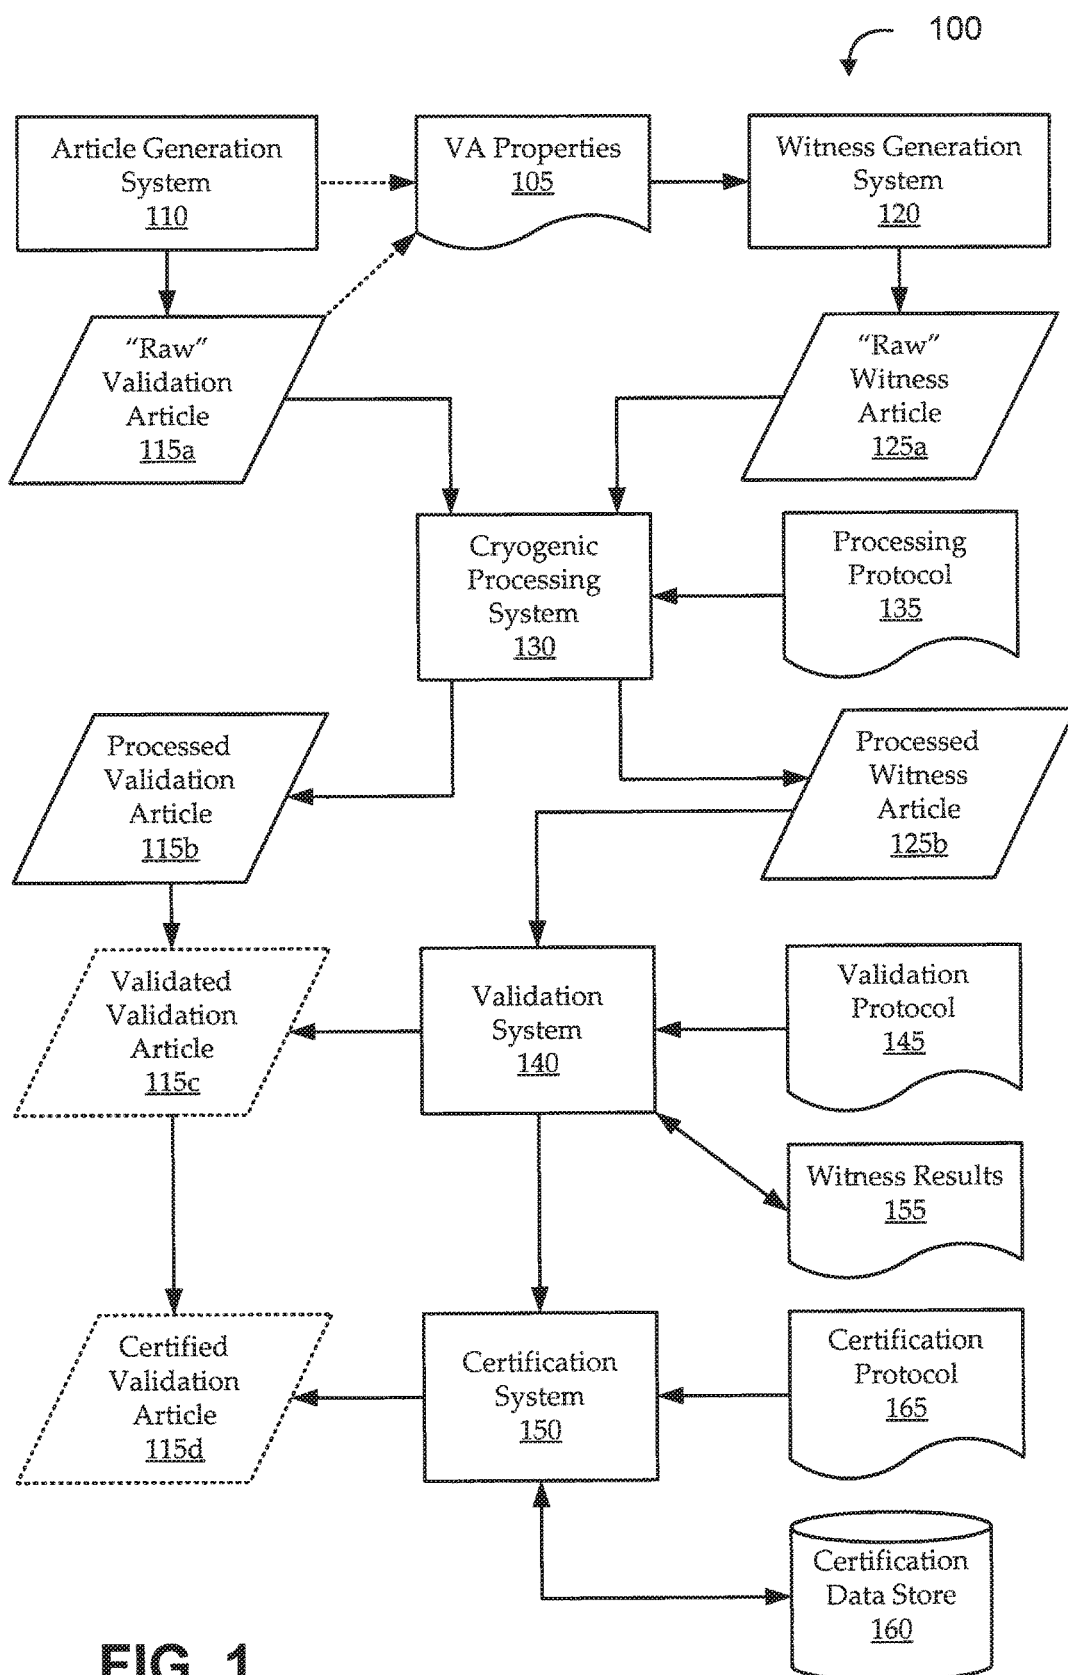 100
Article Generation
System
110
VA Properties
105
Witness Generation
System
120
“Raw”
Validation
Article
115a
“Raw”
Witness
Article
125a
Cryogenic
Processing
System
130
Processing
Protocol
135
Processed
Validation
Article
115b
Processed
Witness
Article
125b
Validated
Validation
Article
115c
Validation
System
140
Validation
Protocol
145
Witness Results
155
Certified
Validation
Article
115d
Certification
System
150
Certification
Protocol
165
Certification
Data Store
160
FIG. 1